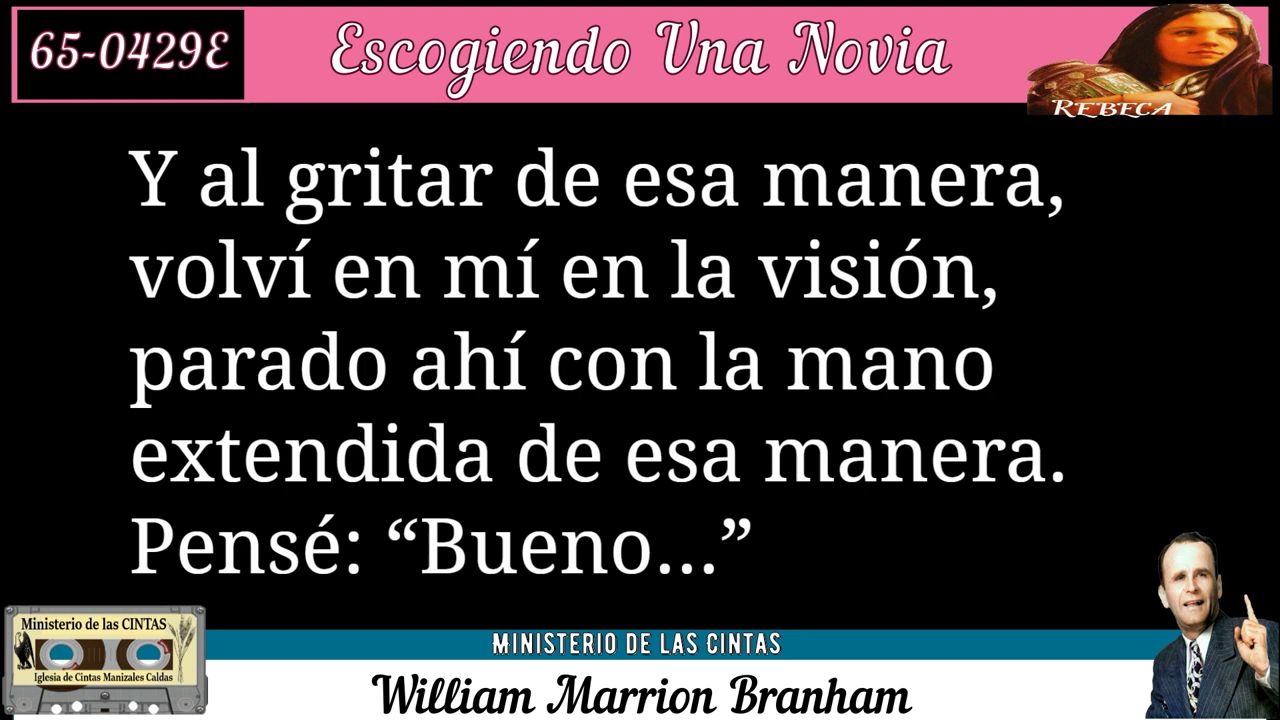 65-0429E
Escogiendo Una Novia
REBECA
Y al gritar de esa manera,
volví en mí en la visión,
parado ahí con la mano
extendida de esa manera.
Pensé: “Bueno...”
Ministerio de las CINTAS
Iglesia de Cintas Manizales Caldas
MINISTERIO DE LAS CINTAS
William Marrion Branham